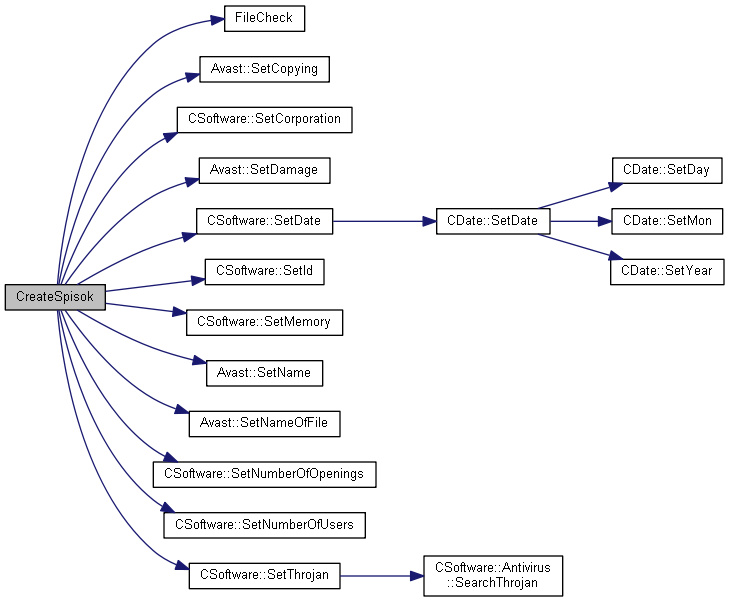 FileCheck
Avast::SetCopying
CSoftware::SetCorporation
Avast::SetDamage
CDate::SetDay
CSoftware::SetDate
CDate::SetDate
CDate::SetMon
CSoftware::SetId
CDate::SetYear
CreateSpisok
CSoftware::SetMemory
Avast::SetName
Avast::SetNameOfFile
CSoftware::SetNumberOfOpenings
CSoftware::SetNumberOfUsers
CSoftware::SetThrojan
CSoftware::Antivirus
::SearchThrojan